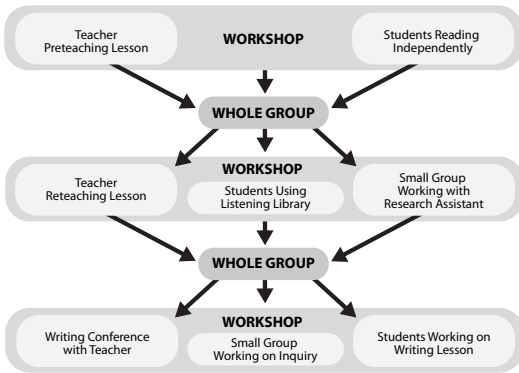 Teacher
Preteaching Lesson
WORKSHOP
Students Reading
Independently
WHOLE GROUP
Teacher
Reteaching Lesson
WORKSHOP
Students Using
Listening Library
Small Group
Working with
Research Assistant
WHOLE GROUP
Writing Conference
with Teacher
WORKSHOP
Small Group
Working on Inquiry
Students Working on
Writing Lesson